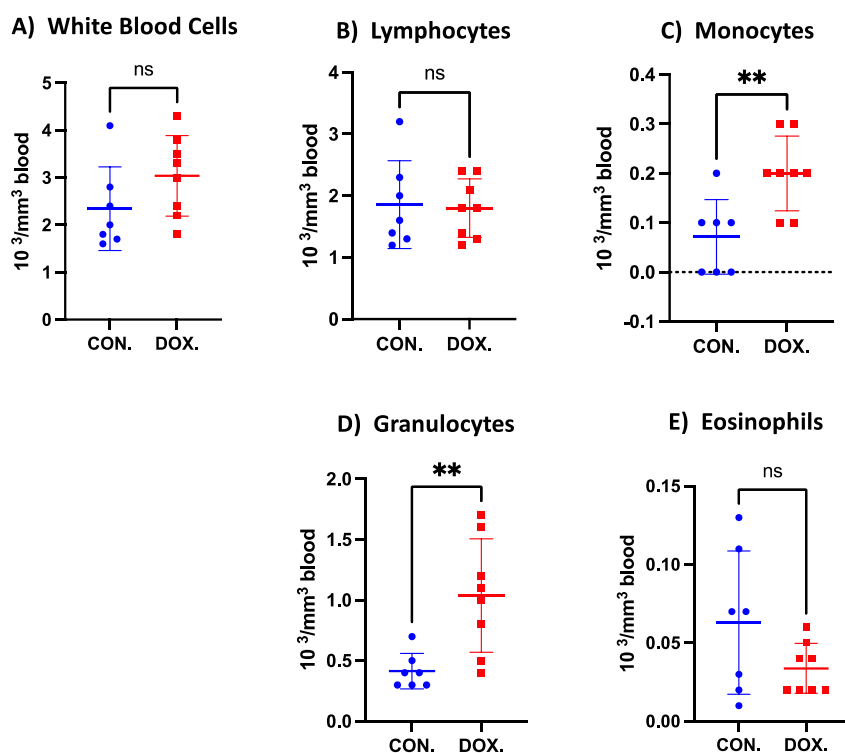 A) White Blood Cells
ns
5
4
3
2
1
0
10 3/mm3 blood
CON. DOX.
B) Lymphocytes
ns
4
3
2
1
0
10 3/mm3 blood
CON. DOX.
C) Monocytes
**
0.4
0.3
0.2
0.1
0.0
-0.1
10 3/mm3 blood
CON. DOX.
D) Granulocytes
**
2.0
1.5
1.0
0.5
0.0
10 3/mm3 blood
CON. DOX.
E) Eosinophils
ns
0.15
0.10
0.05
0.00
10 3/mm3 blood
CON. DOX.